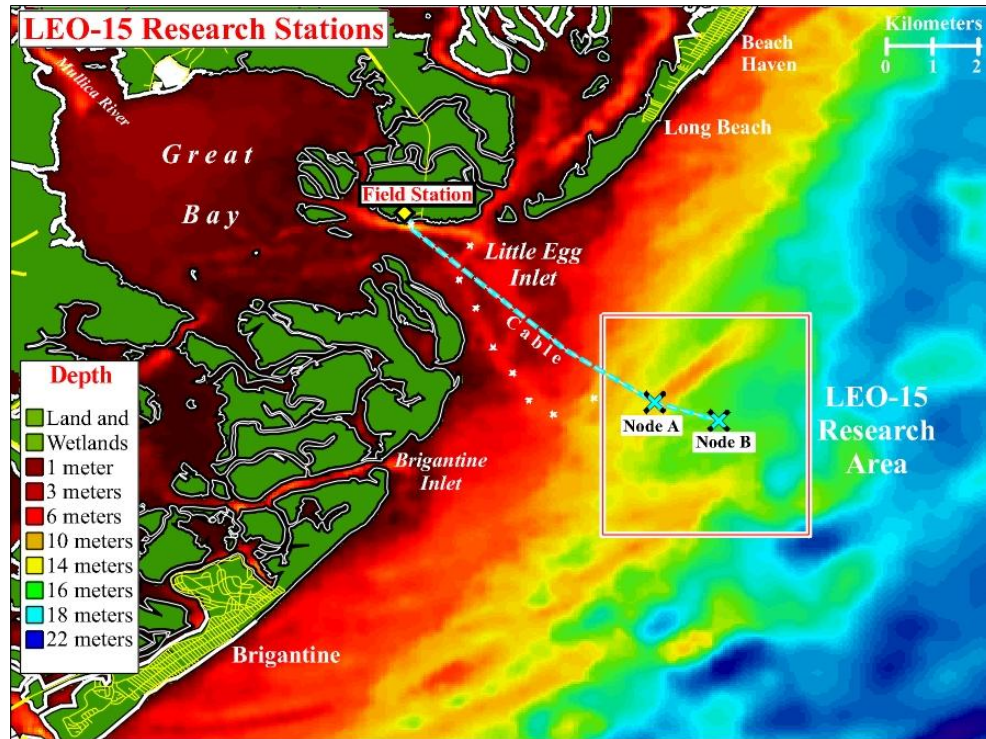 LEO-15 Research Stations
Kilometers
0 1 2
Beach
Haven
Long Beach
Mullica River
Great
Bay
Field Station
Little Egg
Inlet
Cable
Node A
Node B
LEO-15
Research
Area
Brigantine
Inlet
Brigantine
Depth
Land and
Wetlands
1 meter
3 meters
6 meters
10 meters
14 meters
16 meters
18 meters
22 meters